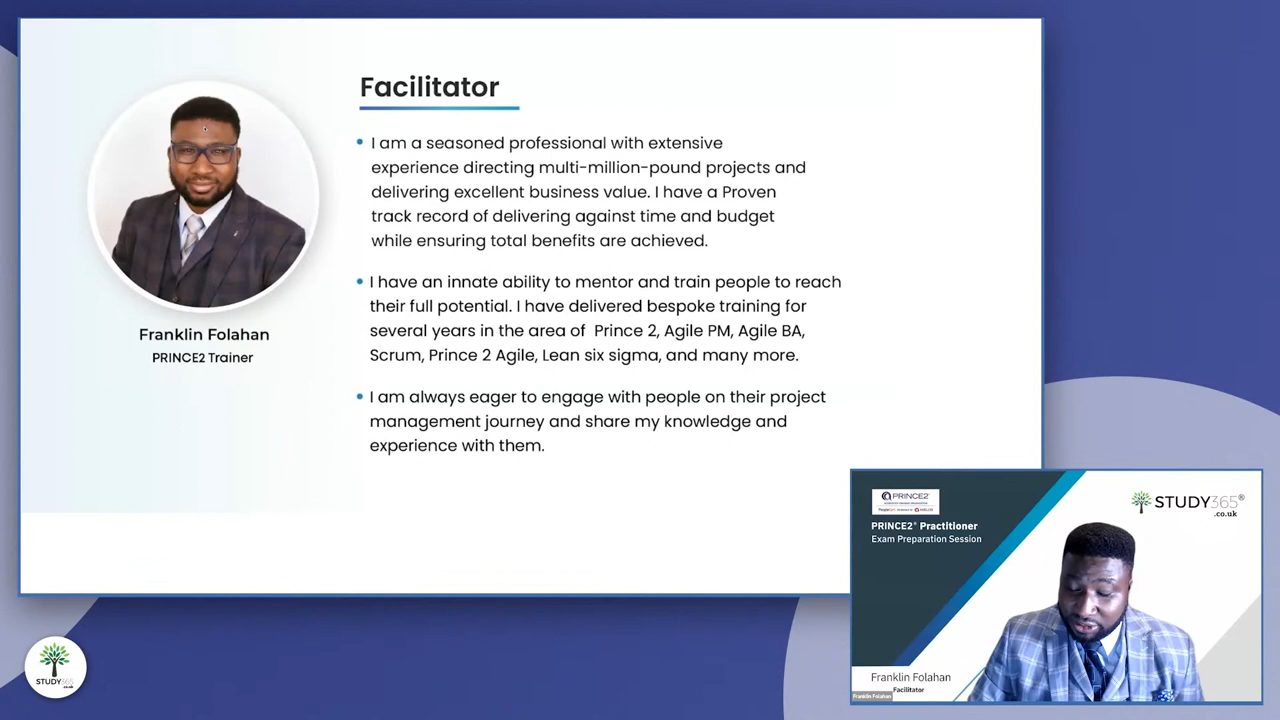 Facilitator
• I am a seasoned professional with extensive
experience directing multi-million-pound projects and
delivering excellent business value. I have a Proven
track record of delivering against time and budget
while ensuring total benefits are achieved.
• I have an innate ability to mentor and train people to reach
their full potential. I have delivered bespoke training for
several years in the area of Prince 2, Agile PM, Agile BA,
Scrum, Prince 2 Agile, Lean six sigma, and many more.
• I am always eager to engage with people on their project
management journey and share my knowledge and
experience with them.
Franklin Folahan
PRINCE2 Trainer
PRINCE2
PRINCE2® Practitioner
Exam Preparation Session
STUDY365®
.co.uk
Franklin Folahan
Facilitator
Franklin Folahan
STUDY365
.co.uk